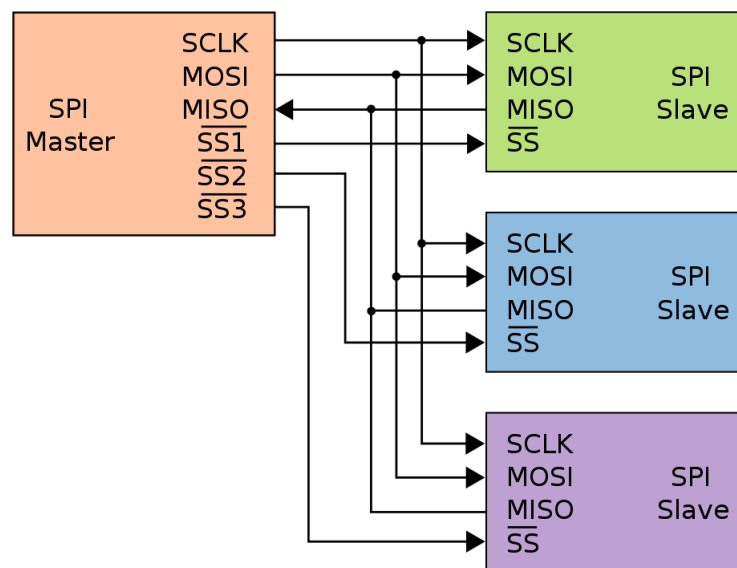 SCLK
MOSI
MISO
SS1
SS2
SS3
SPI
Master
SCLK
MOSI
MISO
SS
SPI
Slave
SCLK
MOSI
MISO
SS
SPI
Slave
SCLK
MOSI
MISO
SS
SPI
Slave